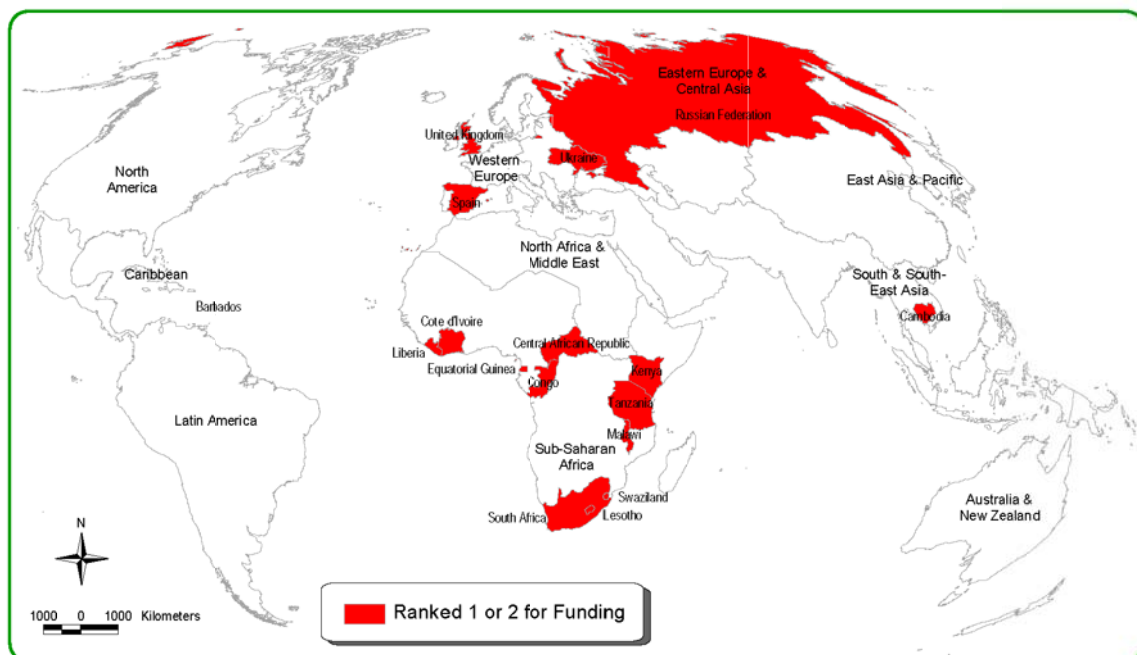 Eastern Europe &
Central Asia
Russian Federation
United Kingdom
Ukraine
Western
Europe
North
America
East Asia & Pacific
Spain
North Africa &
Middle East
Caribbean
South & South-
East Asia
Barbados
Cambodia
Cote d'Ivoire
Central African Republic
Liberia
Equatorial Guinea
Kenya
Congo
Tanzania
Latin America
Malawi
Sub-Saharan
Africa
Swaziland
South Africa
Lesotho
Australia &
New Zealand
N
1000 0 1000 Kilometers
Ranked 1 or 2 for Funding